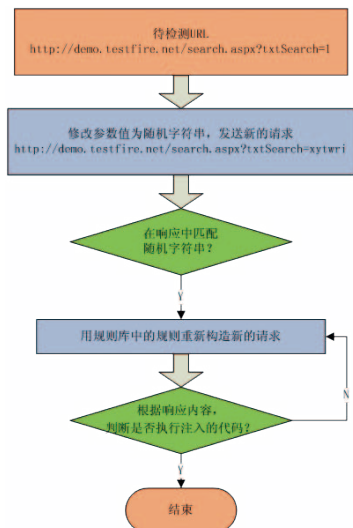 待检测URL
http://demo.testfire.net/search.aspx?txtSearch=1
修改参数值为随机字符串，发送新的请求
http://demo.testfire.net/search.aspx?txtSearch=xytwri
在响应中匹配
随机字符串？
Y
用规则库中的规则重新构造新的请求
根据响应内容，
判断是否执行注入的代码？
N
Y
结束